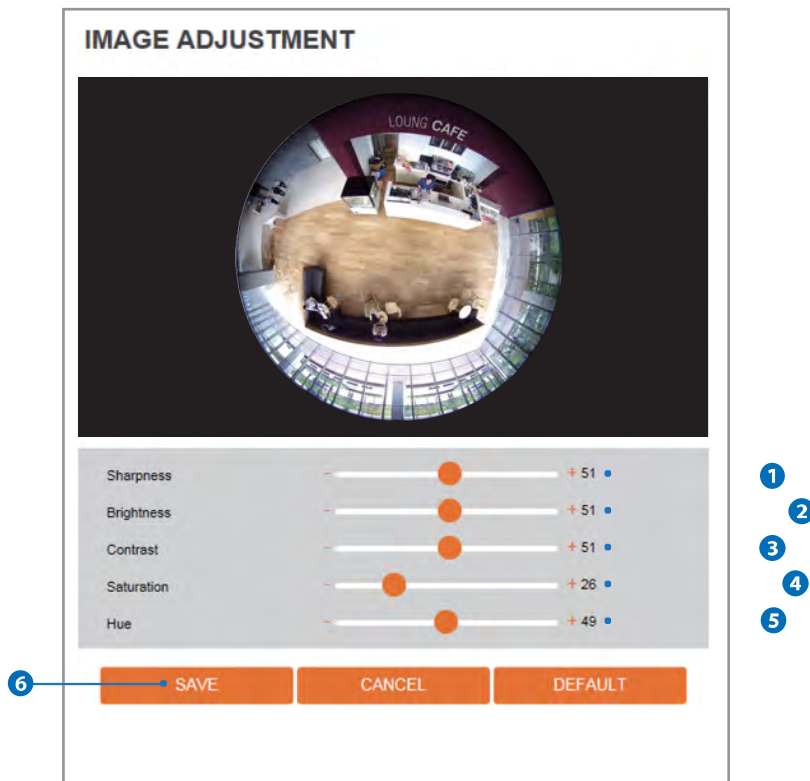 IMAGE ADJUSTMENT
LOUNG CAFE
Sharpness - + 51 1
Brightness - + 51 2
Contrast - + 51 3
Saturation - + 26 4
Hue - + 49 5
6 SAVE CANCEL DEFAULT